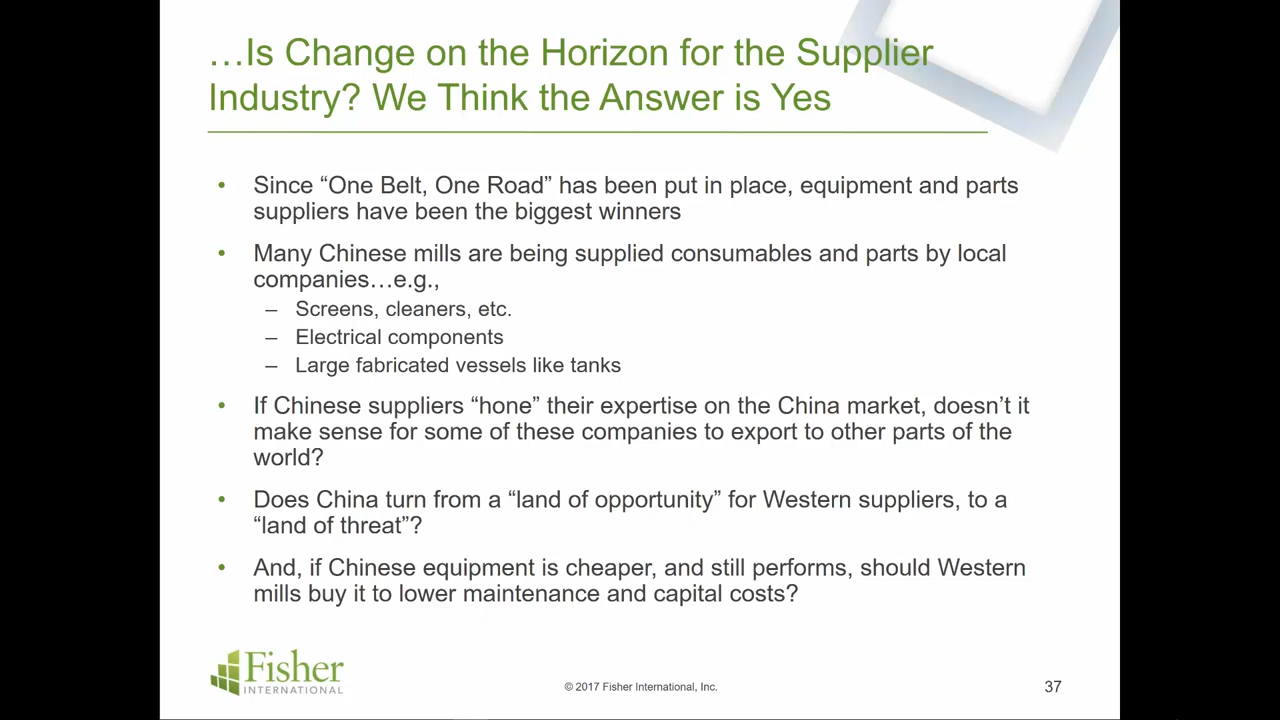 …Is Change on the Horizon for the Supplier
Industry? We Think the Answer is Yes
• Since “One Belt, One Road” has been put in place, equipment and parts
suppliers have been the biggest winners
• Many Chinese mills are being supplied consumables and parts by local
companies…e.g.,
– Screens, cleaners, etc.
– Electrical components
– Large fabricated vessels like tanks
• If Chinese suppliers “hone” their expertise on the China market, doesn’t it
make sense for some of these companies to export to other parts of the
world?
• Does China turn from a “land of opportunity” for Western suppliers, to a
“land of threat”?
• And, if Chinese equipment is cheaper, and still performs, should Western
mills buy it to lower maintenance and capital costs?
Fisher
INTERNATIONAL
© 2017 Fisher International, Inc.
37